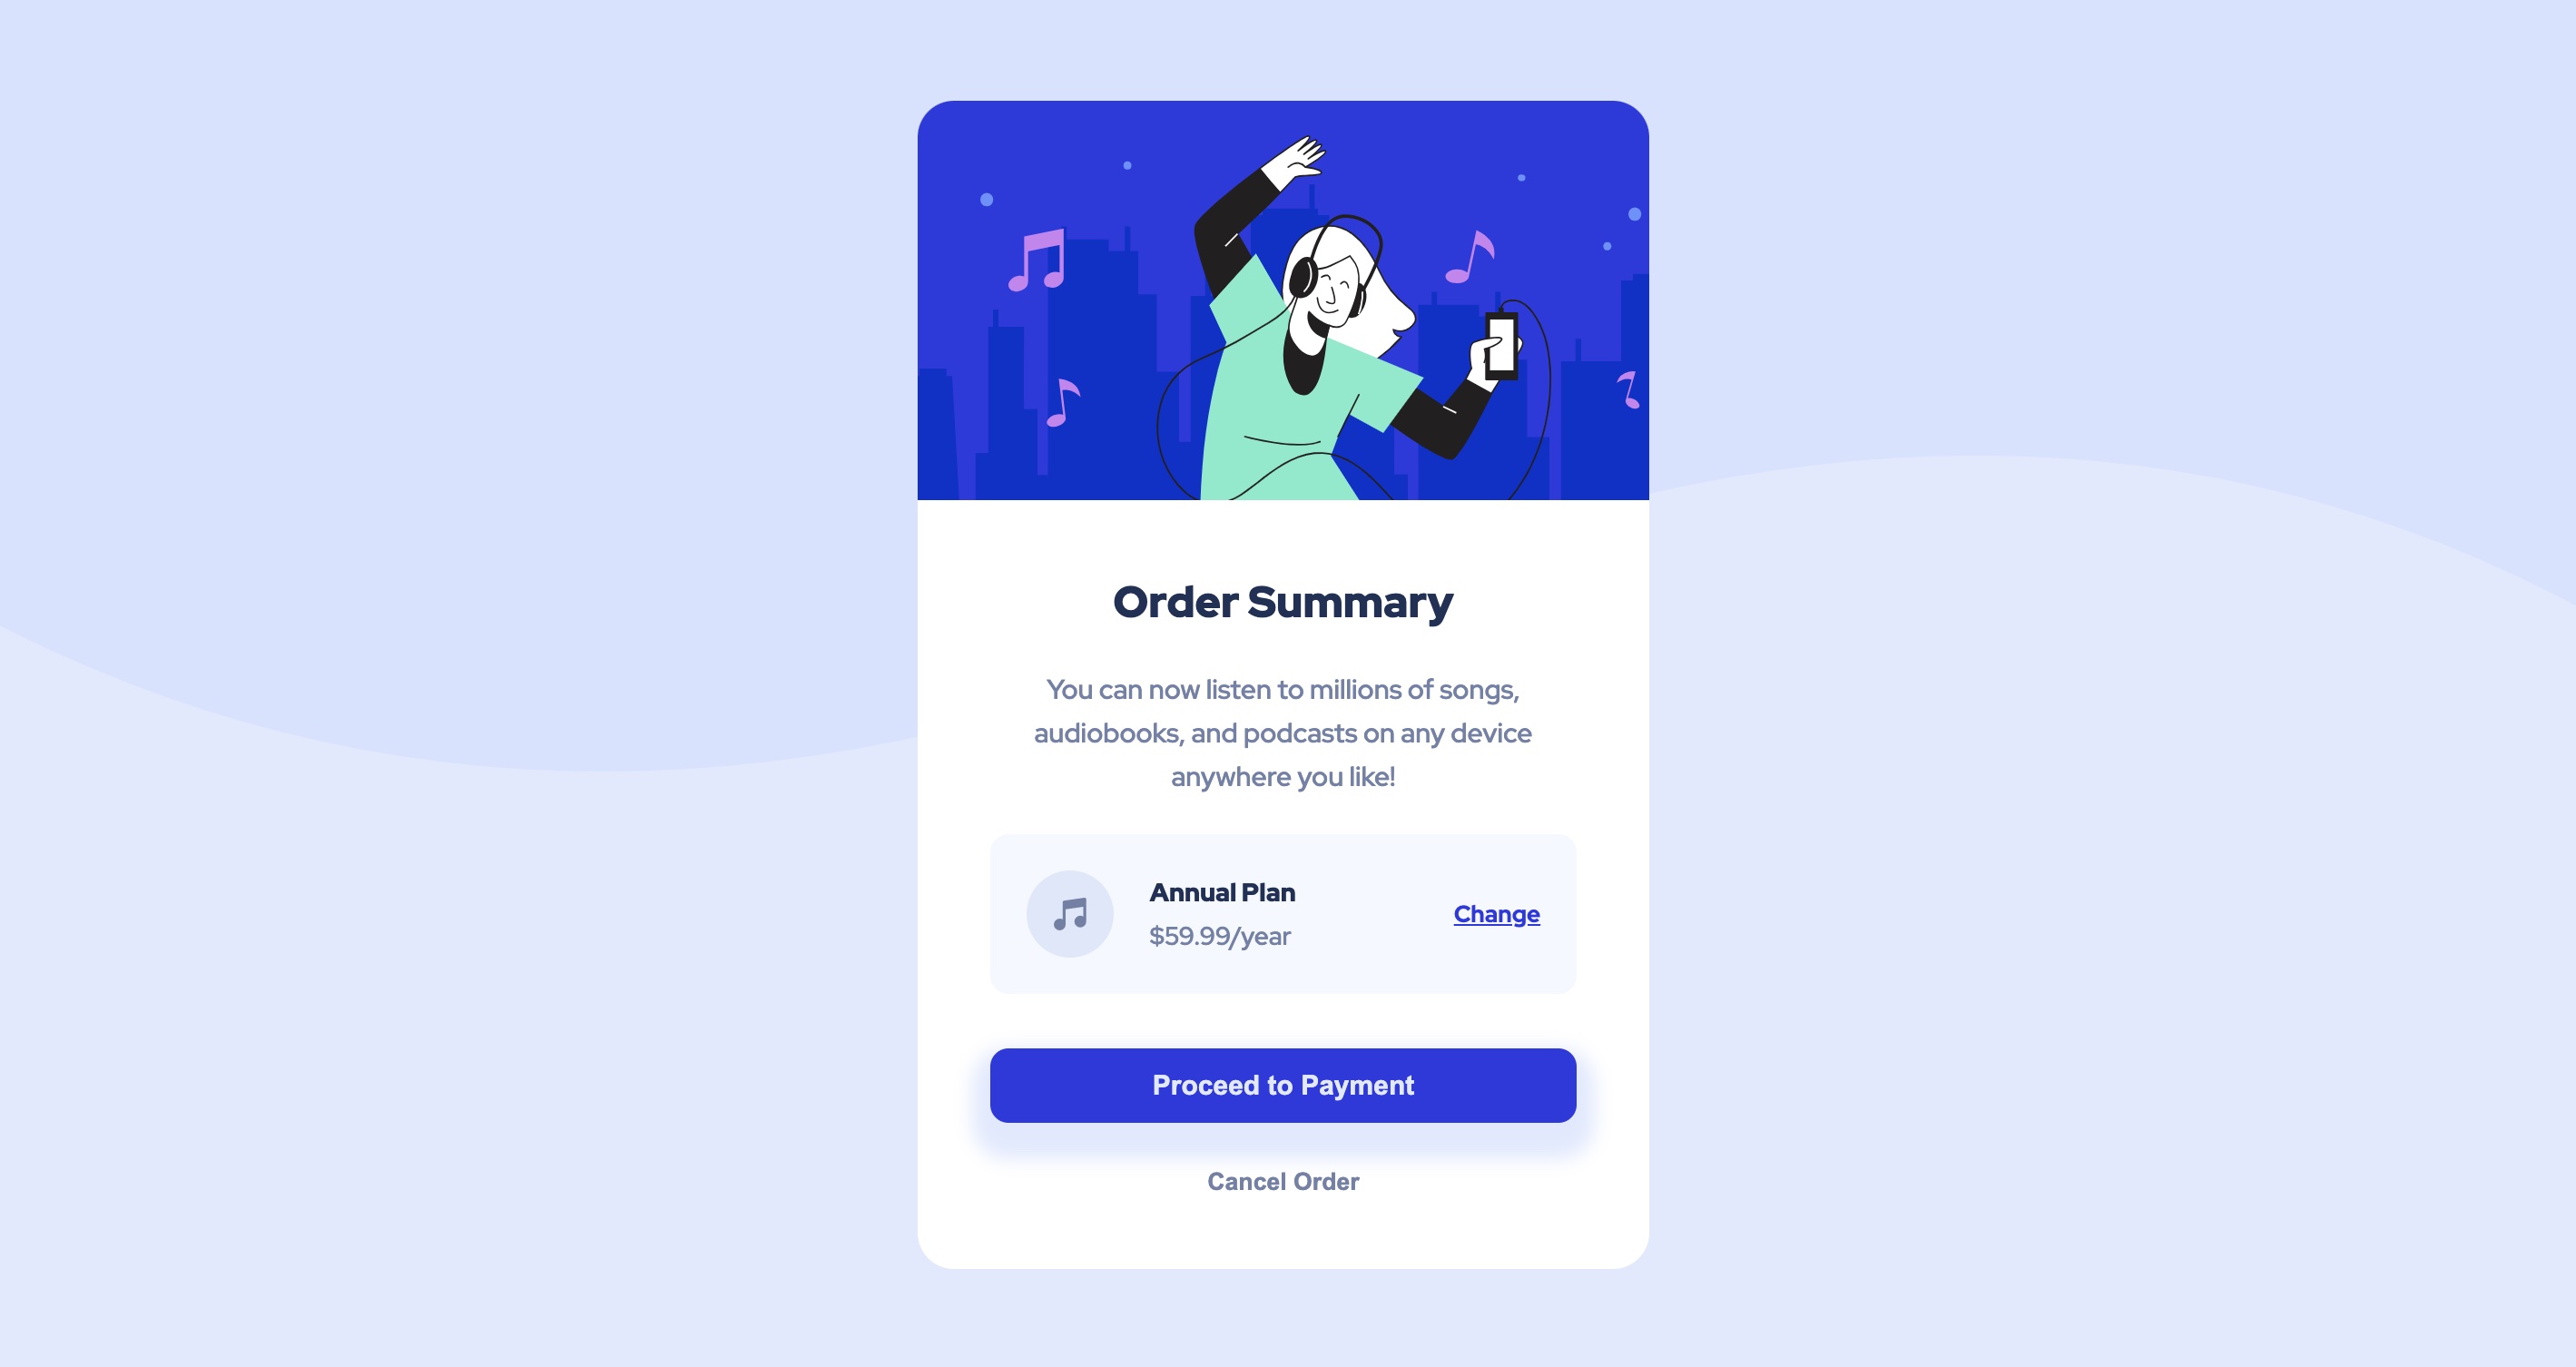 Order Summary
You can now listen to millions of songs,
audiobooks, and podcasts on any device
anywhere you like!
Annual Plan
$59.99/year
Change
Proceed to Payment
Cancel Order